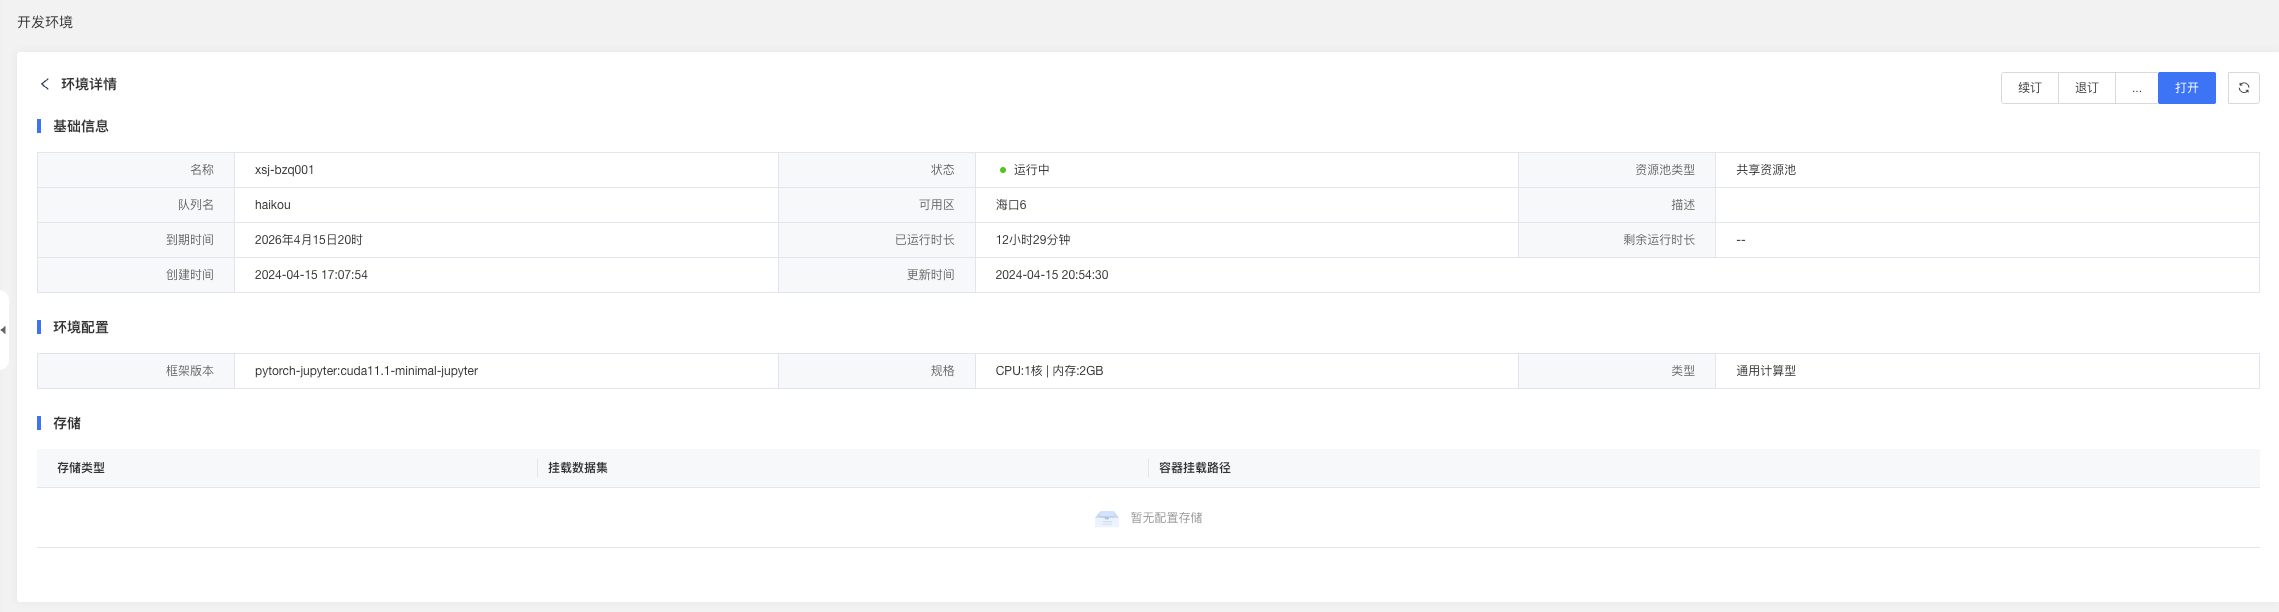 开发环境
环境详情
续订 退订 ... 打开
基础信息
名称 xsj-bzq001 状态 运行中 资源池类型 共享资源池
队列名 haikou 可用区 海口6 描述
到期时间 2026年4月15日20时 已运行时长 12小时29分钟 剩余运行时长 --
创建时间 2024-04-15 17:07:54 更新时间 2024-04-15 20:54:30
环境配置
框架版本 pytorch-jupyter:cuda11.1-minimal-jupyter 规格 CPU:1核 | 内存:2GB 类型 通用计算型
存储
存储类型 挂载数据集 容器挂载路径
暂无配置存储